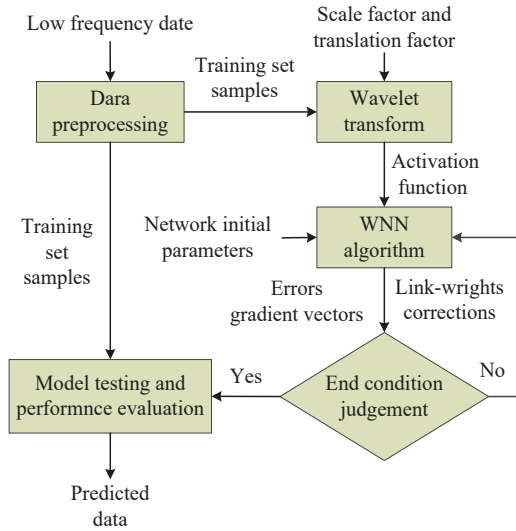 Low frequency date
Scale factor and
translation factor
Training set
samples
Dara
preprocessing
Wavelet
transform
Activation
function
Training
set
samples
Network initial
parameters
WNN
algorithm
Errors
gradient vectors
Link-wrights
corrections
Model testing and
performnce evaluation
Yes
End condition
judgement
No
Predicted
data